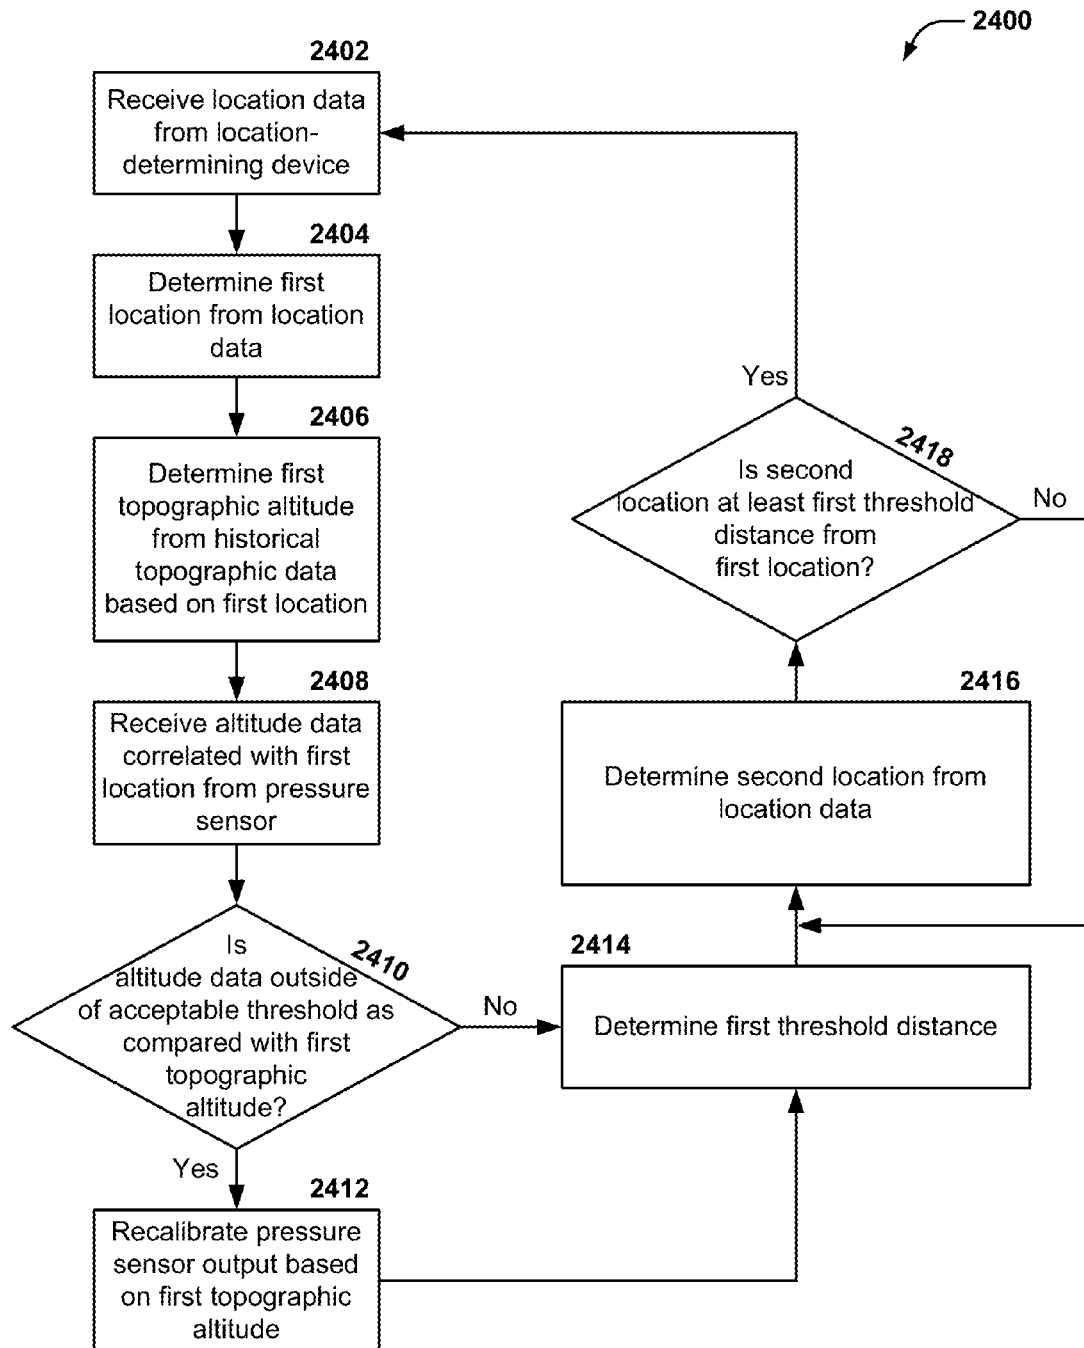 2400
2402
Receive location data
from location-
determining device
2404
Determine first
location from location
data
2406
Determine first
topographic altitude
from historical
topographic data
based on first location
2408
Receive altitude data
correlated with first
location from pressure
sensor
2410
Is
altitude data outside
of acceptable threshold as
compared with first
topographic
altitude?
No
Yes
2412
Recalibrate pressure
sensor output based
on first topographic
altitude
2414
Determine first threshold distance
2416
Determine second location from
location data
2418
Is second
location at least first threshold
distance from
first location?
Yes
No